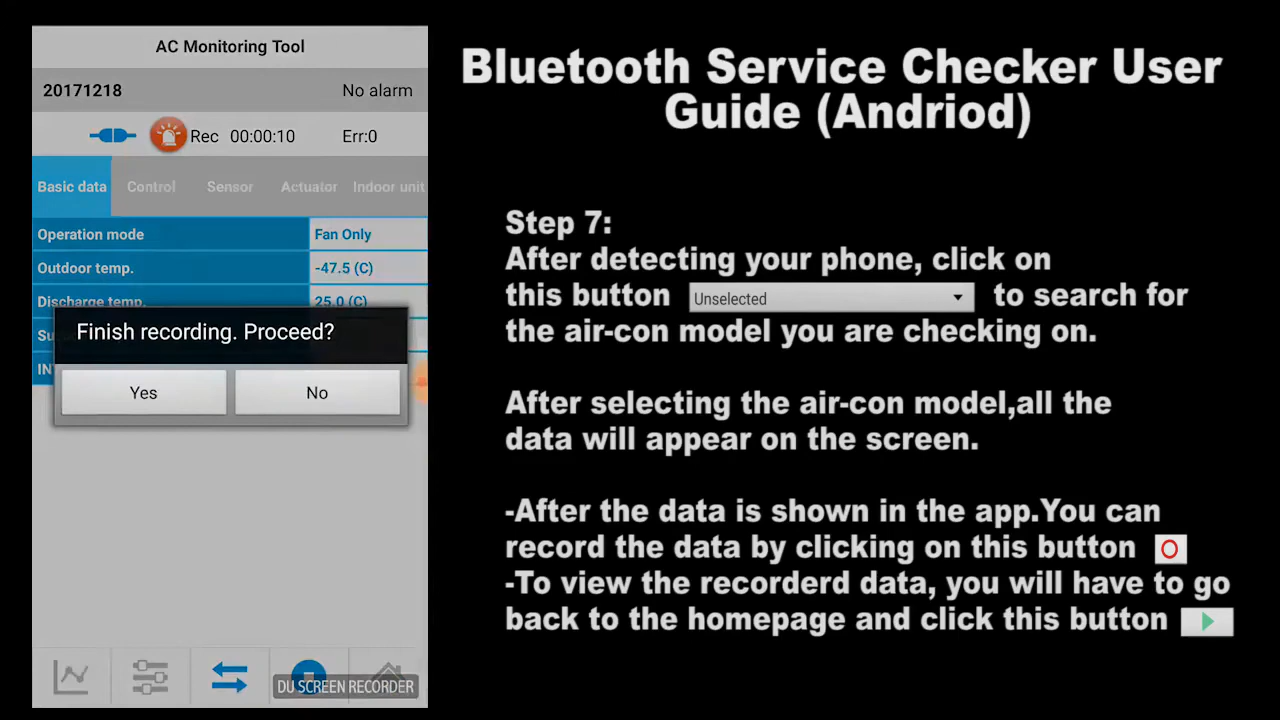 AC Monitoring Tool
20171218 No alarm
Rec 00:00:10 Err:0
Basic data Control Sensor Actuator Indoor unit
Operation mode Fan Only
Outdoor temp. -47.5 (C)
Discharge temp. 25.0 (C)
Su
IN
Finish recording. Proceed?
Yes No
DU SCREEN RECORDER
Bluetooth Service Checker User
Guide (Andriod)
Step 7:
After detecting your phone, click on
this button Unselected to search for
the air-con model you are checking on.
After selecting the air-con model,all the
data will appear on the screen.
-After the data is shown in the app.You can
record the data by clicking on this button
-To view the recorderd data, you will have to go
back to the homepage and click this button